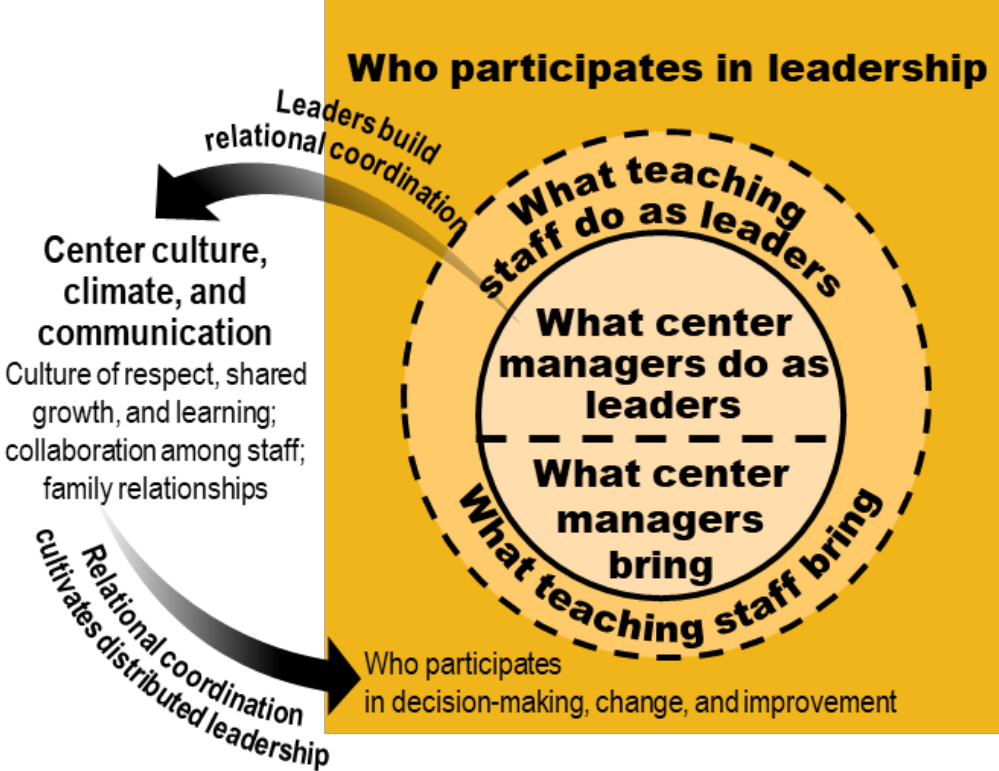 Who participates in leadership
Leaders build
relational coordination
What teaching
staff do as leaders
What center
managers do as
leaders
What center
managers
bring
What teaching staff bring
Center culture,
climate, and
communication
Culture of respect, shared
growth, and learning;
collaboration among staff;
family relationships
Relational coordination
cultivates distributed leadership
Who participates
in decision-making, change, and improvement